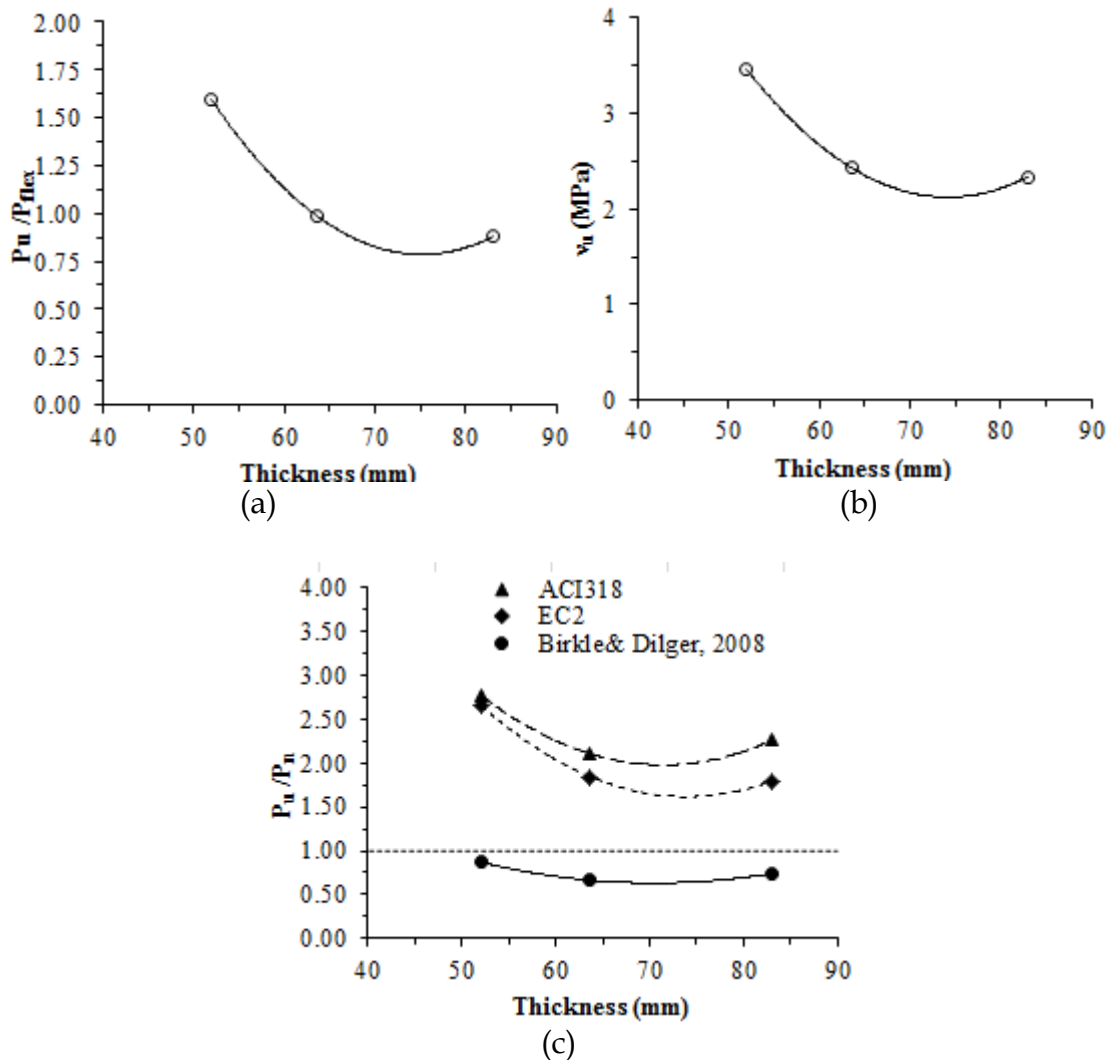 2.00
1.75
1.50
1.25
1.00
0.75
0.50
0.25
0.00
Pu /Pflex
40 50 60 70 80 90
Thickness (mm)
(a)
4
3
2
1
0
vu (MPa)
40 50 60 70 80 90
Thickness (mm)
(b)
4.00
3.50
3.00
2.50
2.00
1.50
1.00
0.50
0.00
Pu /Pn
ACI318
EC2
Birkle& Dilger, 2008
40 50 60 70 80 90
Thickness (mm)
(c)